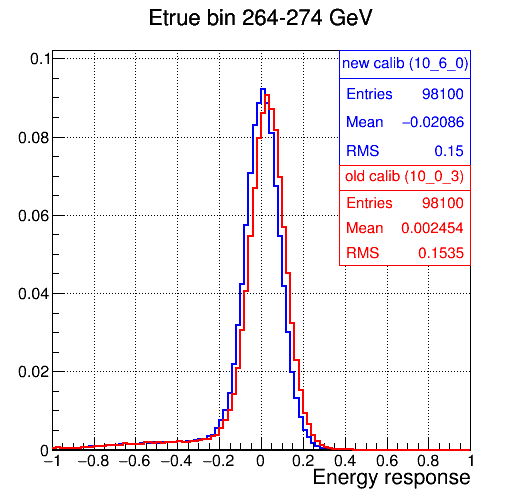 Etrue bin 264-274 GeV
0.1
0.08
0.06
0.04
0.02
0
new calib (10_6_0)
Entries 98100
Mean −0.02086
RMS 0.15
old calib (10_0_3)
Entries 98100
Mean 0.002454
RMS 0.1535
−1 −0.8 −0.6 −0.4 −0.2 0 0.2 0.4 0.6 0.8 1
Energy response